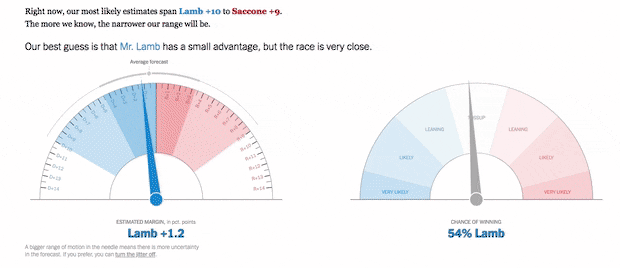 Right now, our most likely estimates span Lamb +10 to Saccone +9.
The more we know, the narrower our range will be.
Our best guess is that Mr. Lamb has a small advantage, but the race is very close.
Average forecast
D+11
D+12
D+13
D+14
R+10
R+11
R+12
R+13
R+14
ESTIMATED MARGIN, in pct. points
Lamb +1.2
A bigger range of motion in the needle means there is more uncertainty
in the forecast. If you prefer, you can turn the jitter off.
VERY LIKELY
LIKELY
LEANING
LEANING
LIKELY
VERY LIKELY
CHANCE OF WINNING
54% Lamb